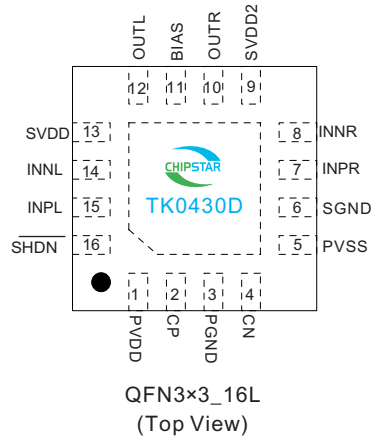 OUTL
BIAS
OUTR
SVDD2
12
11
10
9
SVDD 13
8 INNR
INNL 14
7 INPR
INPL 15
6 SGND
SHDN 16
5 PVSS
CHIPSTAR
TK0430D
1
2
3
4
PVDD
CP
PGND
CN
QFN3×3_16L
(Top View)